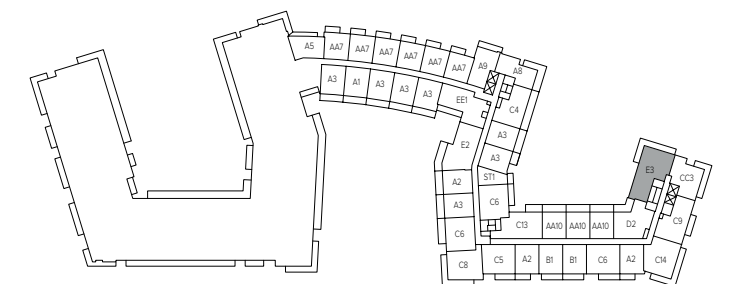 A5 AA7 AA7 AA7 AA7 AA7 AA7 A9 A8
A3 A1 A3 A3 A3 EE1 C4
E2 A3
A3
A2 ST1
A3 C6
C6
C8
E3 CC3
C13 AA10 AA10 AA10 D2 C9
C5 A2 B1 B1 C6 A2 C14